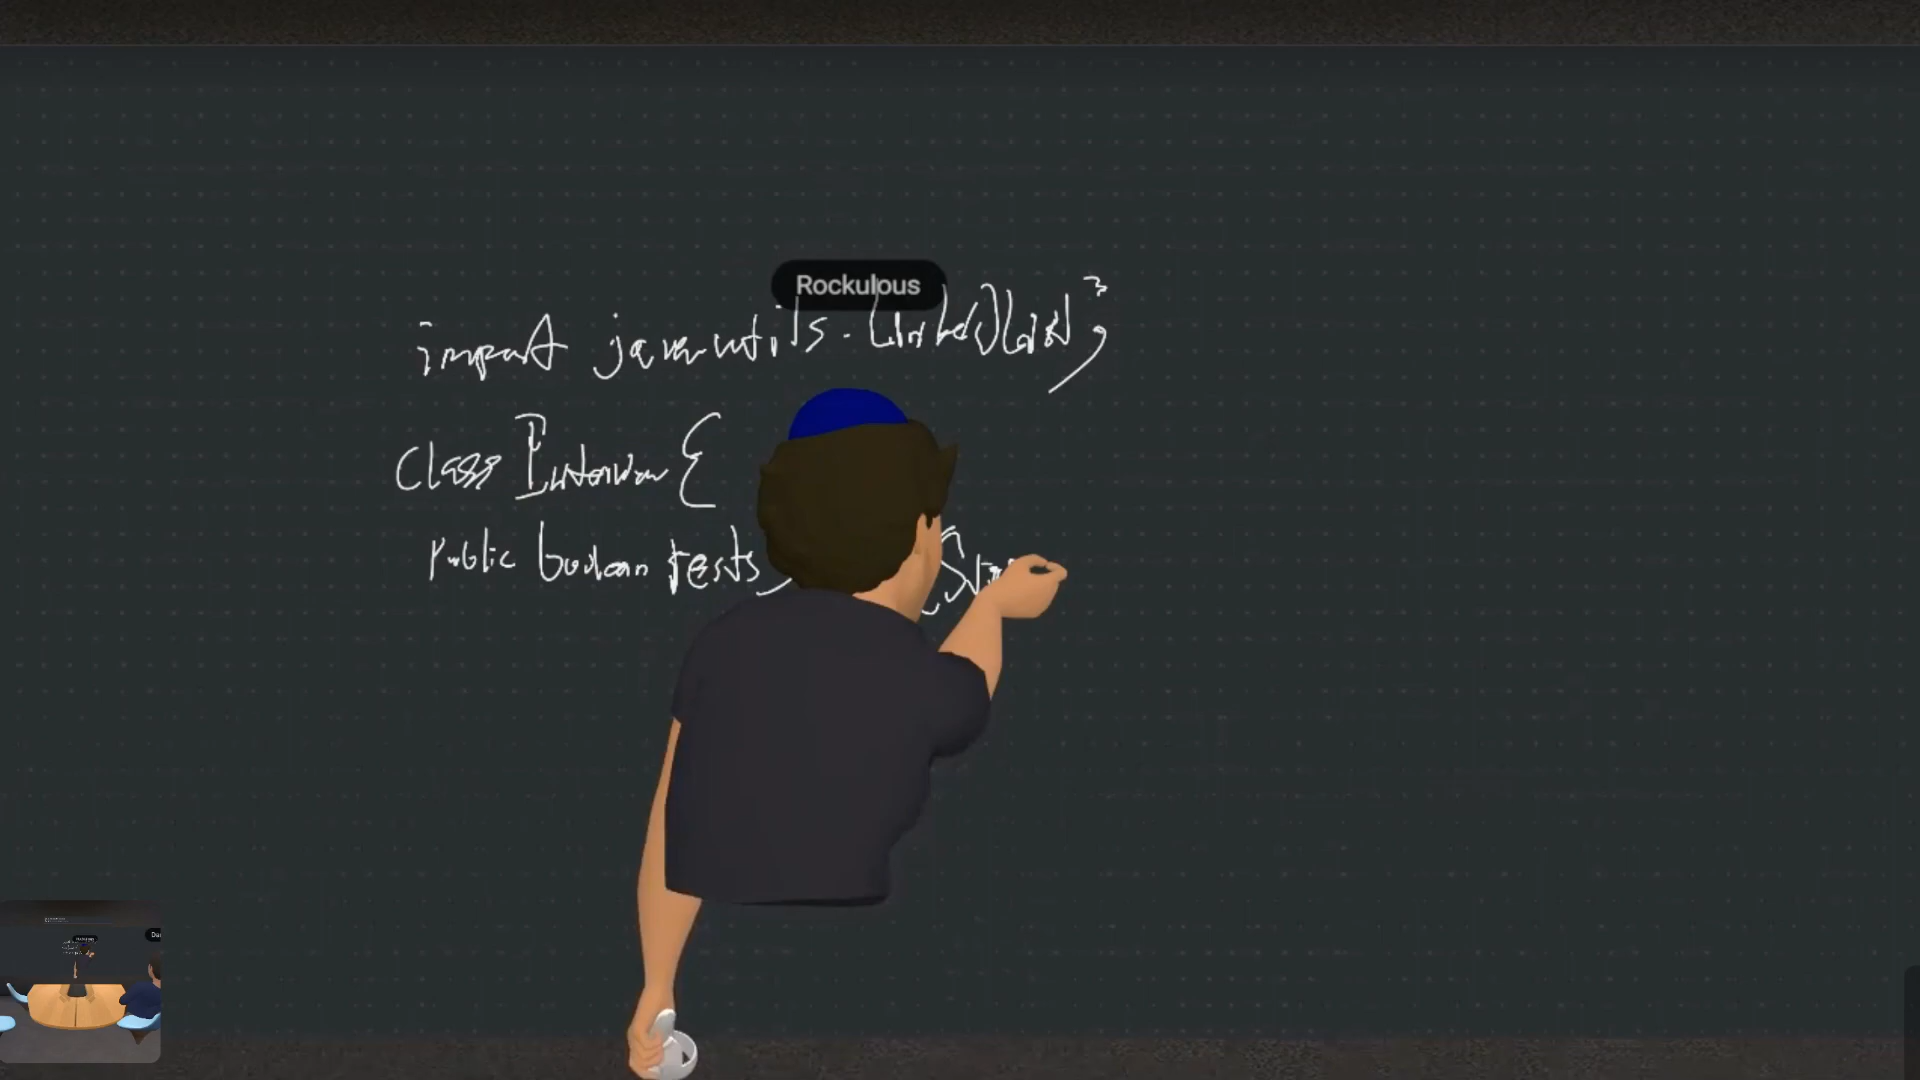 Rockulous
import java.utils.LinkedList;
class Interview {
public boolean tests